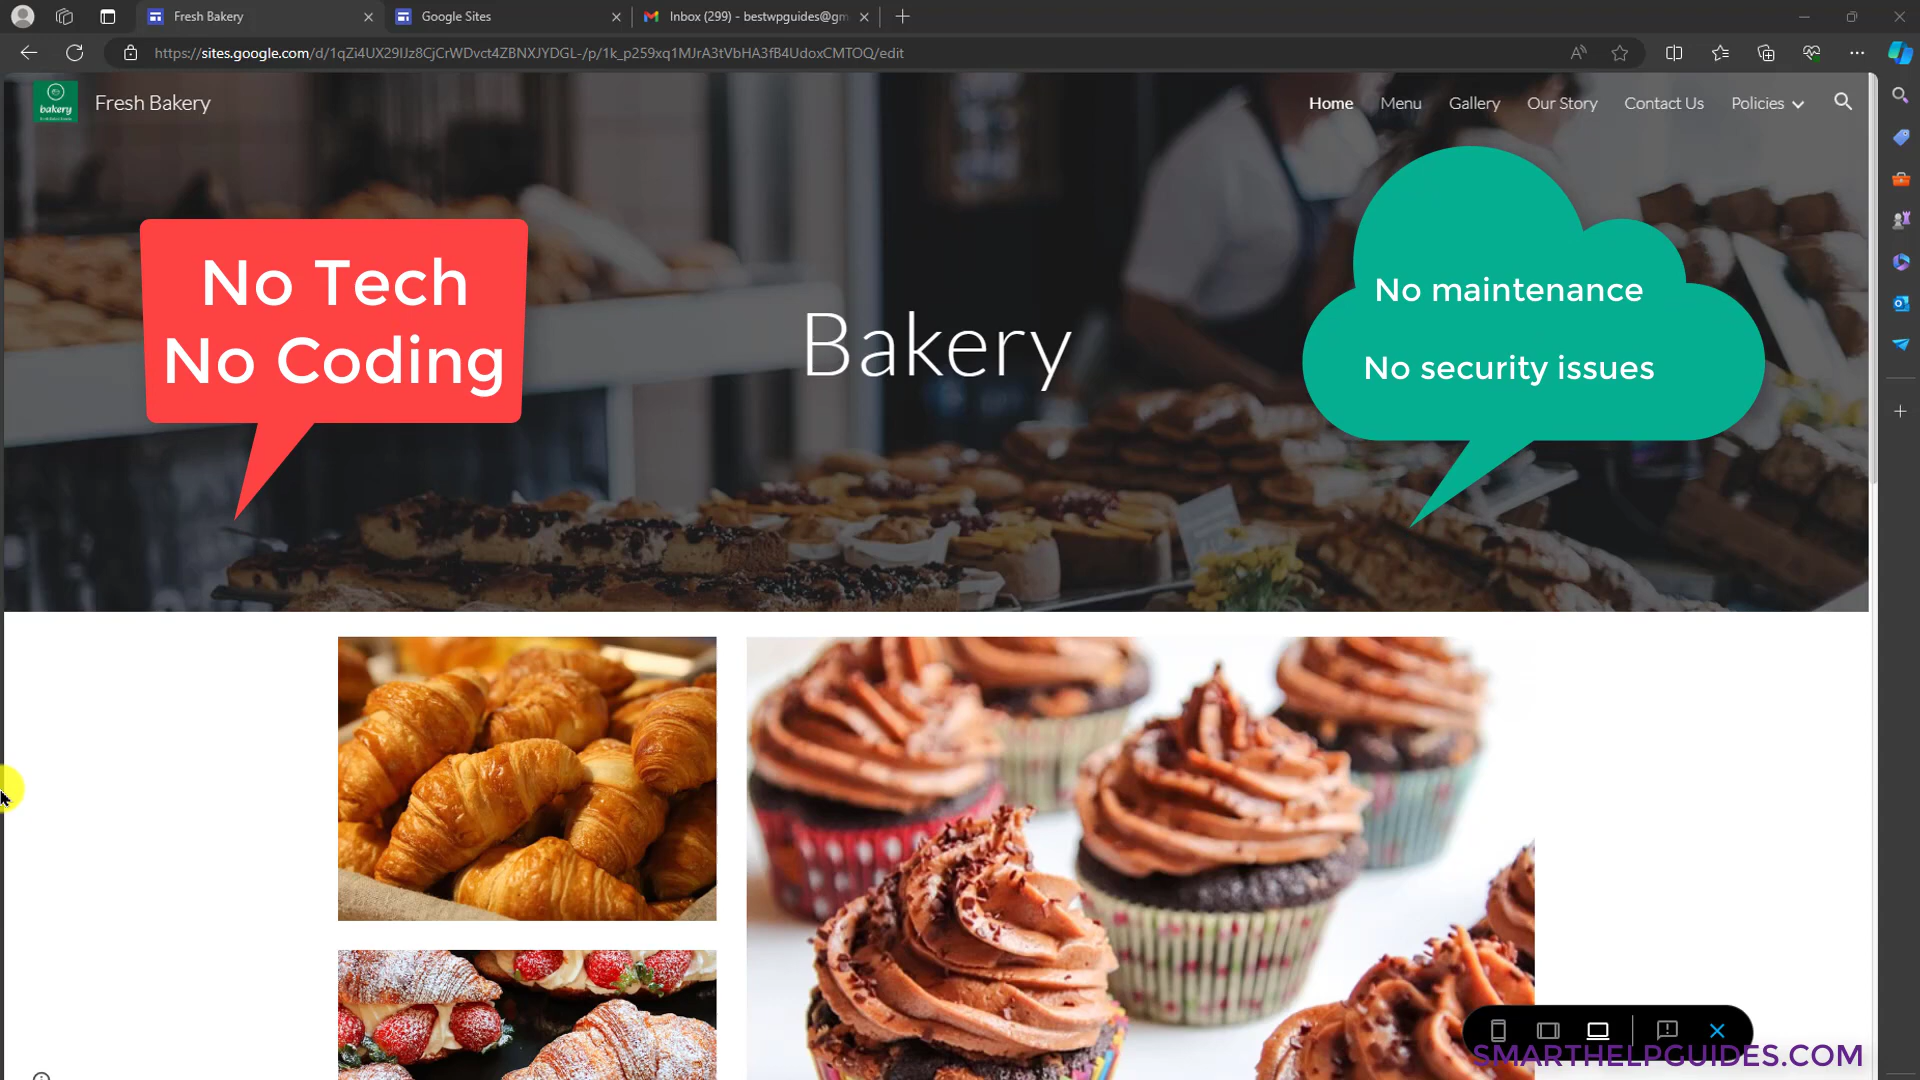 Fresh Bakery
Google Sites
Inbox (299) - bestwpguides@gm
https://sites.google.com/d/1qZi4UX29IJz8CjCrWDvct4ZBNXJYDGL-/p/1k_p259xq1MJrA3tVbHA3fB4UdoxCMTOQ/edit
bakery
Fresh Bakery
Home
Menu
Gallery
Our Story
Contact Us
Policies
No Tech
No Coding
Bakery
No maintenance
No security issues
SMARTHELPGUIDES.COM